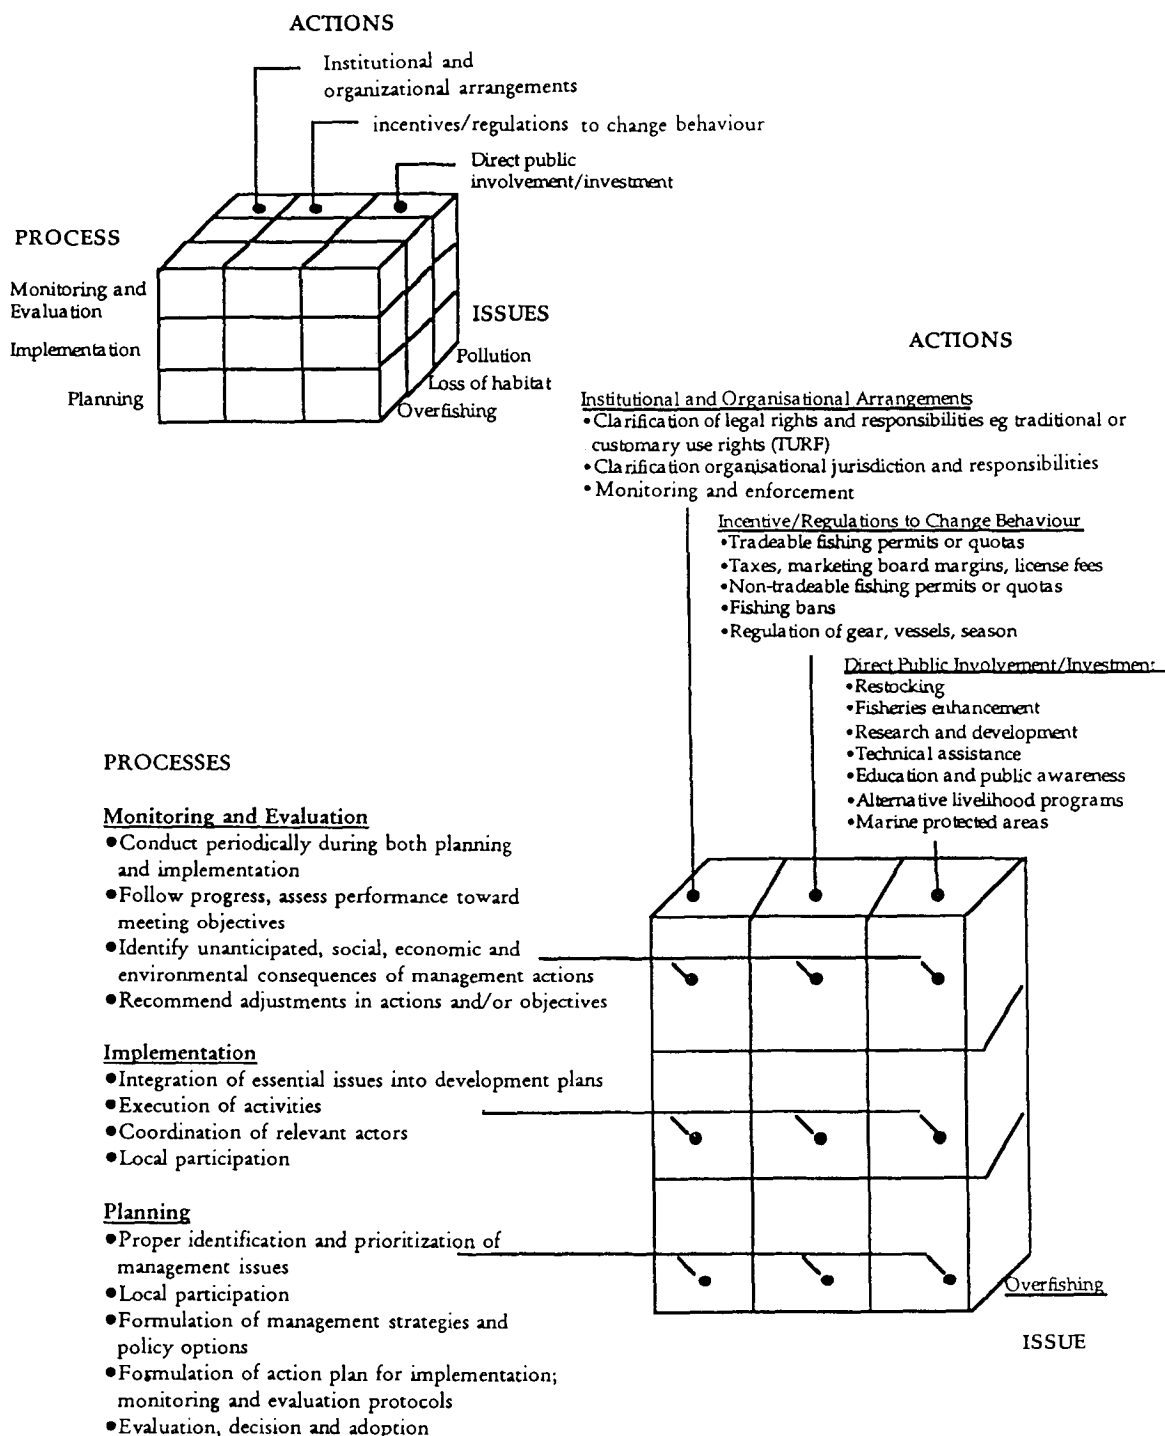 ACTIONS
Institutional and
organizational arrangements
incentives/regulations to change behaviour
Direct public
involvement/investment
PROCESS
Monitoring and
Evaluation
Implementation
Planning
ISSUES
Pollution
Loss of habitat
Overfishing
ACTIONS
Institutional and Organisational Arrangements
•Clarification of legal rights and responsibilities eg traditional or
customary use rights (TURF)
•Clarification organisational jurisdiction and responsibilities
•Monitoring and enforcement
Incentive/Regulations to Change Behaviour
•Tradeable fishing permits or quotas
•Taxes, marketing board margins, license fees
•Non-tradeable fishing permits or quotas
•Fishing bans
•Regulation of gear, vessels, season
Direct Public Involvement/Investment
•Restocking
•Fisheries enhancement
•Research and development
•Technical assistance
•Education and public awareness
•Alternative livelihood programs
•Marine protected areas
PROCESSES
Monitoring and Evaluation
●Conduct periodically during both planning
and implementation
●Follow progress, assess performance toward
meeting objectives
●Identify unanticipated, social, economic and
environmental consequences of management actions
●Recommend adjustments in actions and/or objectives
Implementation
●Integration of essential issues into development plans
●Execution of activities
●Coordination of relevant actors
●Local participation
Planning
●Proper identification and prioritization of
management issues
●Local participation
●Formulation of management strategies and
policy options
●Formulation of action plan for implementation;
monitoring and evaluation protocols
●Evaluation, decision and adoption
Overfishing
ISSUE